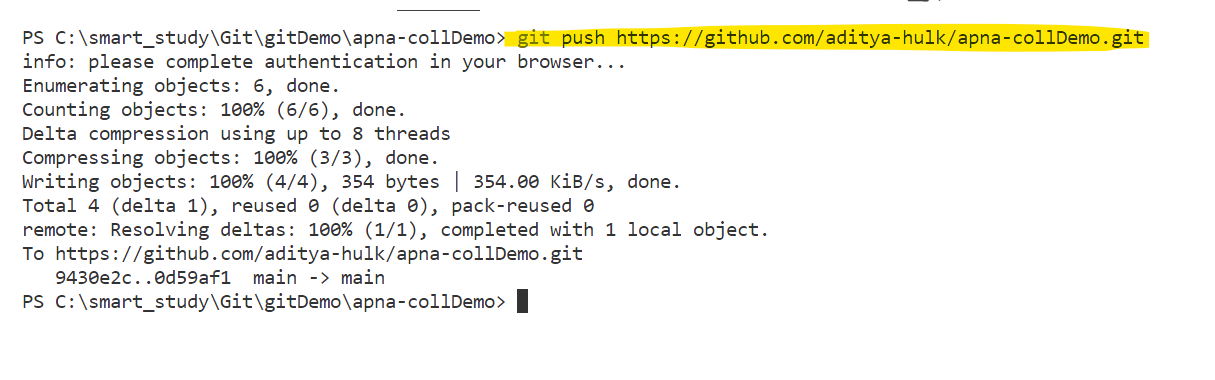 PS C:\smart_study\Git\gitDemo\apna-collDemo> git push https://github.com/aditya-hulk/apna-collDemo.git
info: please complete authentication in your browser...
Enumerating objects: 6, done.
Counting objects: 100% (6/6), done.
Delta compression using up to 8 threads
Compressing objects: 100% (3/3), done.
Writing objects: 100% (4/4), 354 bytes | 354.00 KiB/s, done.
Total 4 (delta 1), reused 0 (delta 0), pack-reused 0
remote: Resolving deltas: 100% (1/1), completed with 1 local object.
To https://github.com/aditya-hulk/apna-collDemo.git
   9430e2c..0d59af1  main -> main
PS C:\smart_study\Git\gitDemo\apna-collDemo>